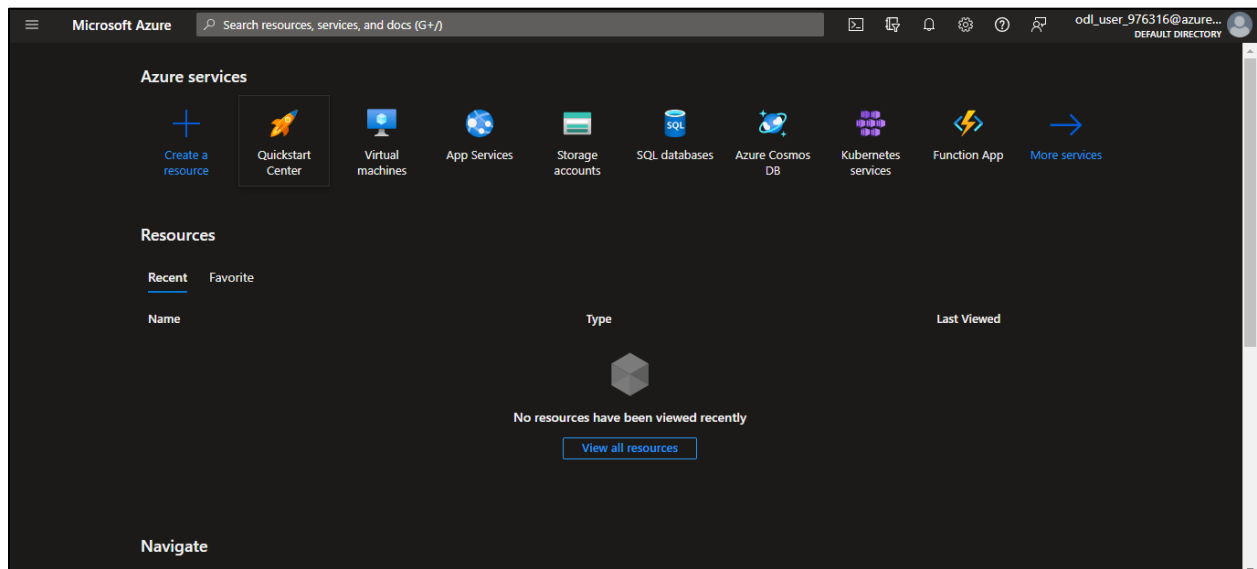 Microsoft Azure
Search resources, services, and docs (G+/)
odl_user_976316@azure...
DEFAULT DIRECTORY
Azure services
Create a
resource
Quickstart
Center
Virtual
machines
App Services
Storage
accounts
SQL
SQL databases
Azure Cosmos
DB
Kubernetes
services
Function App
More services
Resources
Recent Favorite
Name Type Last Viewed
No resources have been viewed recently
View all resources
Navigate